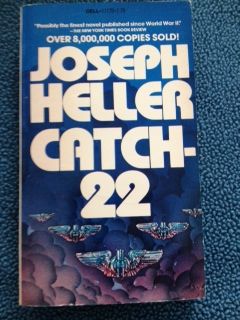 "Possibly the finest novel published since World War II."
—THE NEW YORK TIMES BOOK REVIEW
OVER 8,000,000 COPIES SOLD!
JOSEPH
HELLER
CATCH-
22